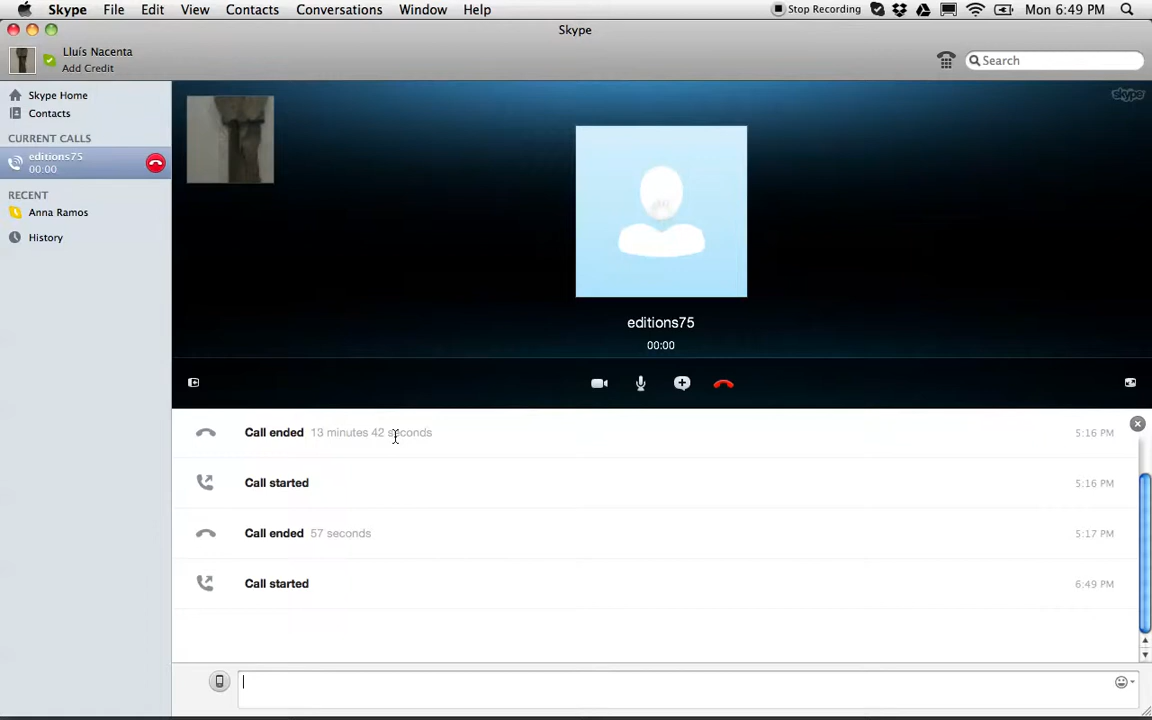 Skype File Edit View Contacts Conversations Window Help Stop Recording Mon 6:49 PM
Skype
Lluís Nacenta
Add Credit
Search
Skype Home
Contacts
CURRENT CALLS
editions75
00:00
RECENT
Anna Ramos
History
skype
editions75
00:00
Call ended 13 minutes 42 seconds 5:16 PM
Call started 5:16 PM
Call ended 57 seconds 5:17 PM
Call started 6:49 PM